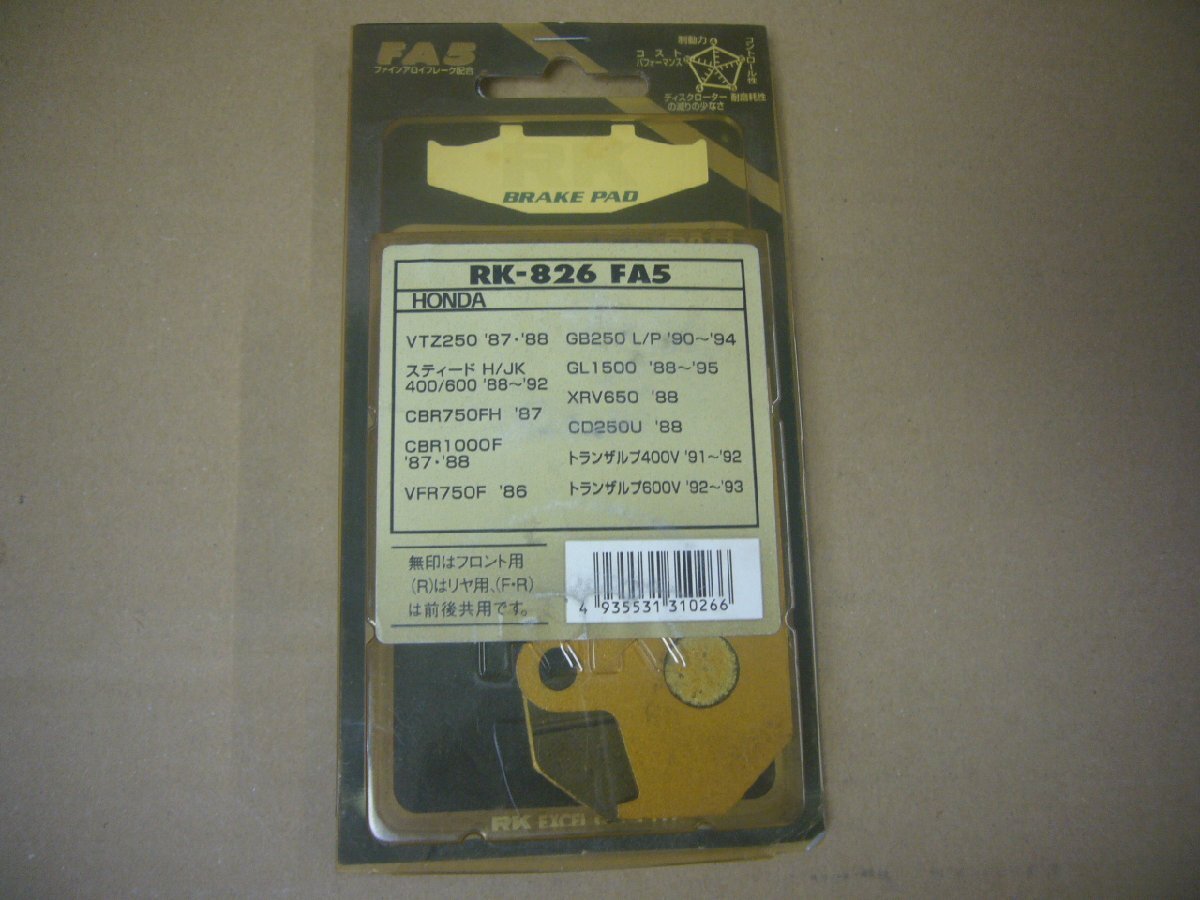 FA5
ファインアロイフレーク配合
制動力
コントロール性
コスト
パフォーマンス
ディスクローター
の減りの少なさ
耐磨耗性
RK
BRAKE PAD
RK-826 FA5
HONDA
VTZ250 '87・'88
スティード H/JK
400/600 '88〜'92
CBR750FH '87
CBR1000F
'87・'88
VFR750F '86
GB250 L/P '90〜'94
GL1500 '88〜'95
XRV650 '88
CD250U '88
トランザルプ400V '91〜'92
トランザルプ600V '92〜'93
無印はフロント用
(R)はリヤ用、(F・R)
は前後共用です。
4 935531 310266
RK EXCEL